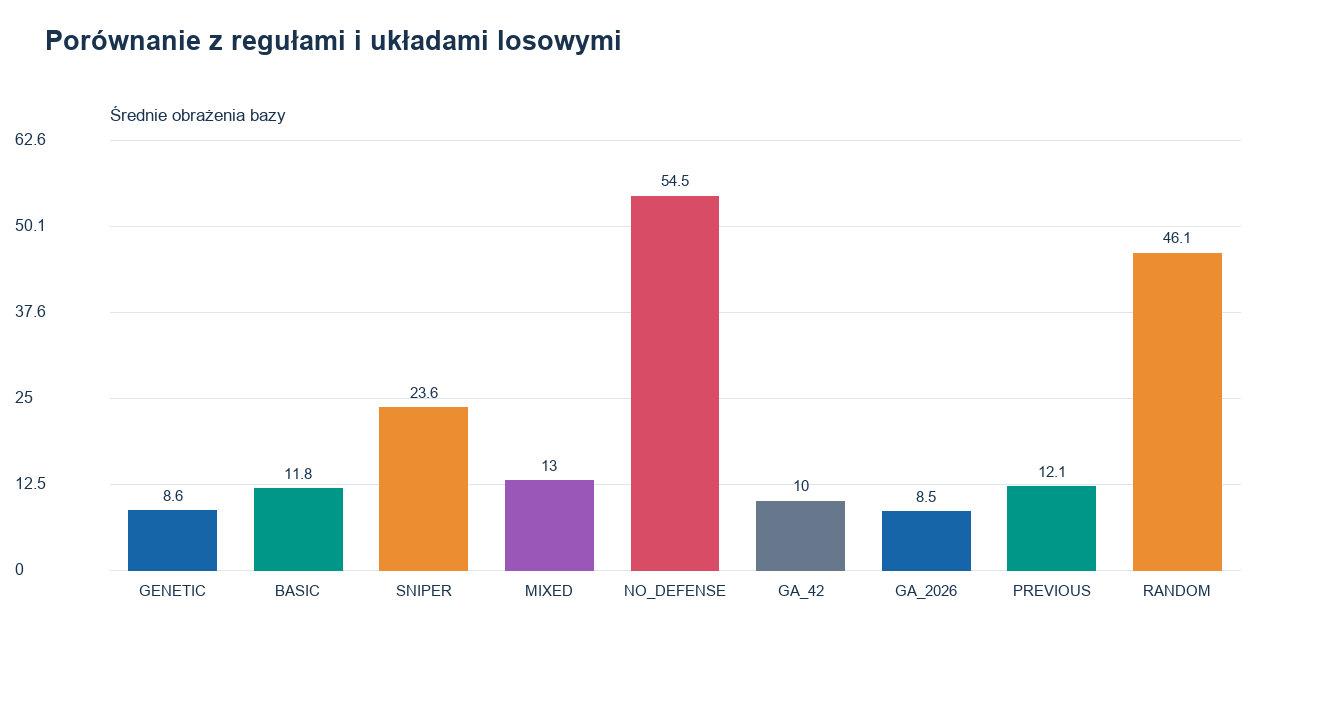 Porównanie z regułami i układami losowymi
Średnie obrażenia bazy
62.6
50.1
37.6
25
12.5
0
8.6
11.8
23.6
13
54.5
10
8.5
12.1
46.1
GENETIC
BASIC
SNIPER
MIXED
NO_DEFENSE
GA_42
GA_2026
PREVIOUS
RANDOM